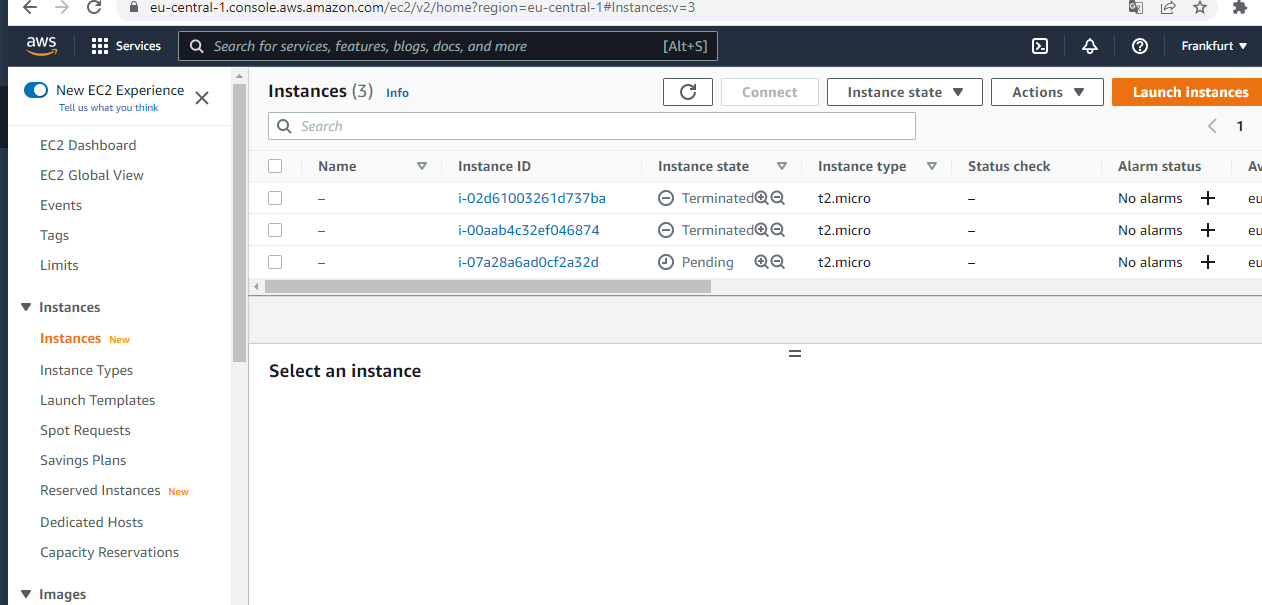 eu-central-1.console.aws.amazon.com/ec2/v2/home?region=eu-central-1#Instances:v=3
aws Services Search for services, features, blogs, docs, and more [Alt+S] Frankfurt
New EC2 Experience
Tell us what you think
EC2 Dashboard
EC2 Global View
Events
Tags
Limits
Instances
Instances New
Instance Types
Launch Templates
Spot Requests
Savings Plans
Reserved Instances New
Dedicated Hosts
Capacity Reservations
Images
Instances (3) Info Connect Instance state Actions Launch instances
Search 1
Name Instance ID Instance state Instance type Status check Alarm status Av
– i-02d61003261d737ba Terminated t2.micro – No alarms + eu
– i-00aab4c32ef046874 Terminated t2.micro – No alarms + eu
– i-07a28a6ad0cf2a32d Pending t2.micro – No alarms + eu
Select an instance